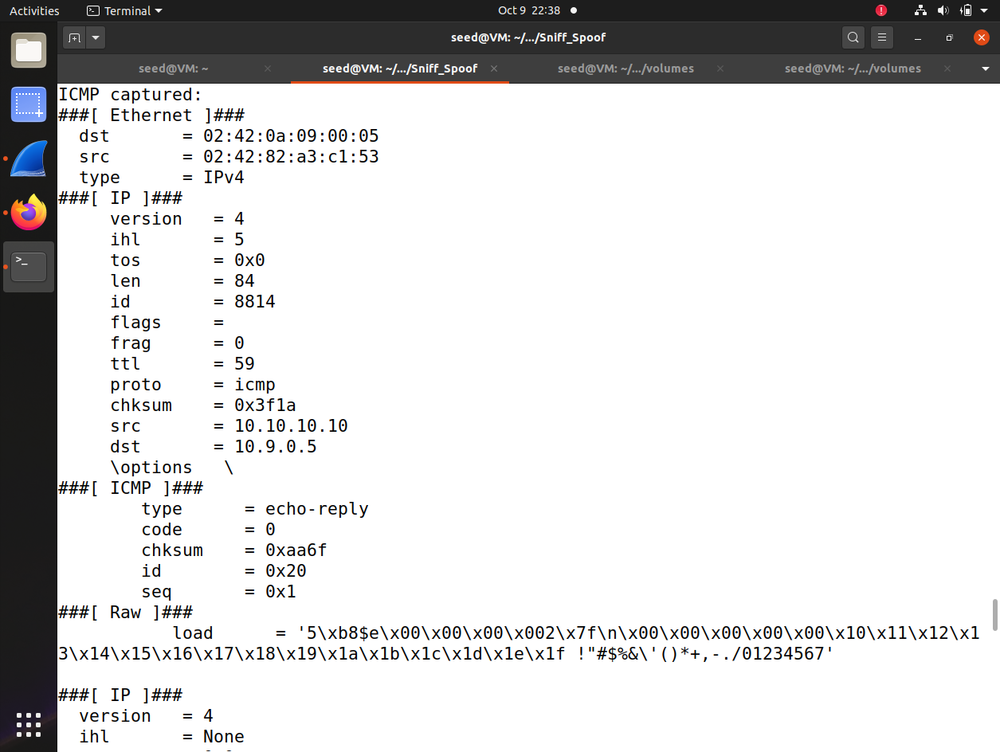 Activities Terminal Oct 9 22:38
seed@VM: ~/.../Sniff_Spoof
seed@VM: ~ seed@VM: ~/.../Sniff_Spoof seed@VM: ~/.../volumes seed@VM: ~/.../volumes
ICMP captured:
###[ Ethernet ]###
  dst       = 02:42:0a:09:00:05
  src       = 02:42:82:a3:c1:53
  type      = IPv4
###[ IP ]###
     version   = 4
     ihl       = 5
     tos       = 0x0
     len       = 84
     id        = 8814
     flags     =
     frag      = 0
     ttl       = 59
     proto     = icmp
     chksum    = 0x3f1a
     src       = 10.10.10.10
     dst       = 10.9.0.5
     \options   \
###[ ICMP ]###
        type      = echo-reply
        code      = 0
        chksum    = 0xaa6f
        id        = 0x20
        seq       = 0x1
###[ Raw ]###
           load      = '5\xb8$e\x00\x00\x00\x002\x7f\n\x00\x00\x00\x00\x00\x10\x11\x12\x1
3\x14\x15\x16\x17\x18\x19\x1a\x1b\x1c\x1d\x1e\x1f !"#$%&\'()*+,-./01234567'
###[ IP ]###
  version   = 4
  ihl       = None